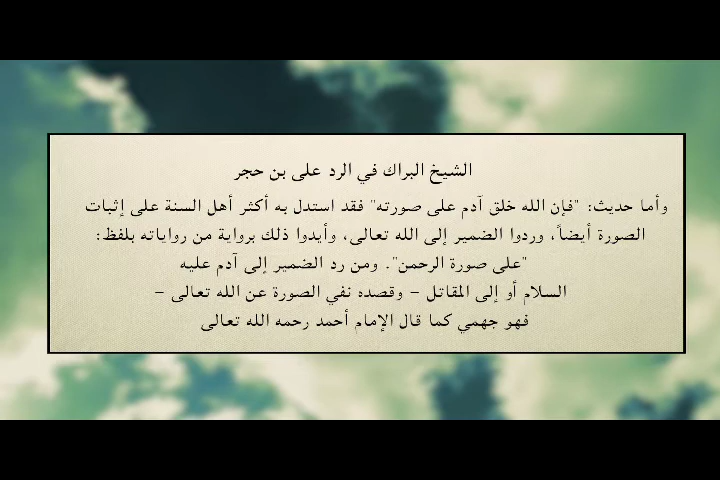 الشيخ البراك في الرد على بن حجر
وأما حديث: "فإن الله خلق آدم على صورته" فقد استدل به أكثر أهل السنة على إثبات
الصورة أيضاً، وردوا الضمير إلى الله تعالى، وأيدوا ذلك برواية من رواياته بلفظ:
"على صورة الرحمن". ومن رد الضمير إلى آدم عليه
السلام أو إلى المقاتل – وقصده نفي الصورة عن الله تعالى –
فهو جهمي كما قال الإمام أحمد رحمه الله تعالى